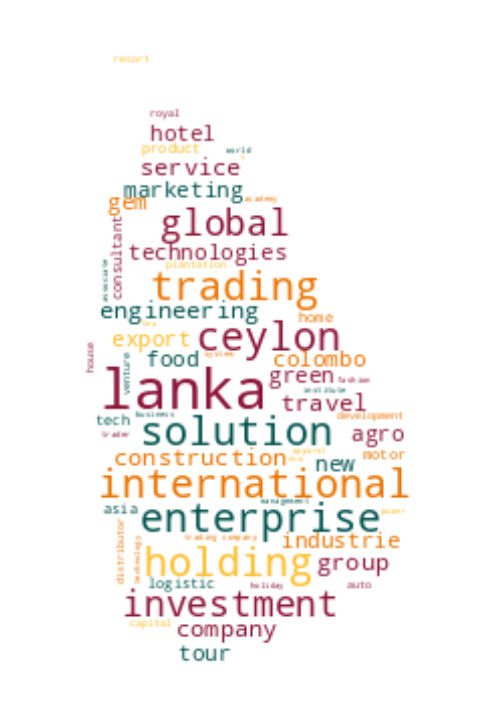 resort
royal
hotel
product
world
service
marketing
academy
gem
global
consultant
technologies
plantation
associate
trading
engineering
home
tea
export
ceylon
house
food
system
colombo
venture
green
fashion
lanka
institute
travel
business
development
tech
solution
agro
trader
apparel
motor
construction
eco
new
international
management
asia
enterprise
power
distributor
technology
trading company
industrie
holding
group
logistic
holiday
auto
investment
capital
company
tour